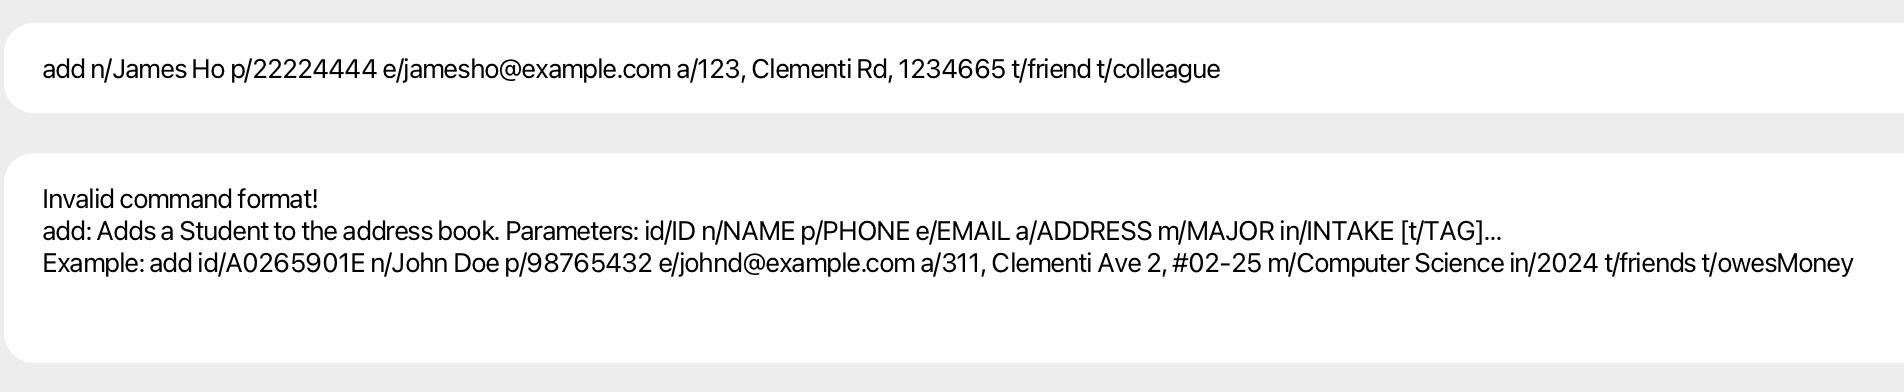 add n/James Ho p/22224444 e/jamesho@example.com a/123, Clementi Rd, 1234665 t/friend t/colleague
Invalid command format!
add: Adds a Student to the address book. Parameters: id/ID n/NAME p/PHONE e/EMAIL a/ADDRESS m/MAJOR in/INTAKE [t/TAG]...
Example: add id/A0265901E n/John Doe p/98765432 e/johnd@example.com a/311, Clementi Ave 2, #02-25 m/Computer Science in/2024 t/friends t/owesMoney